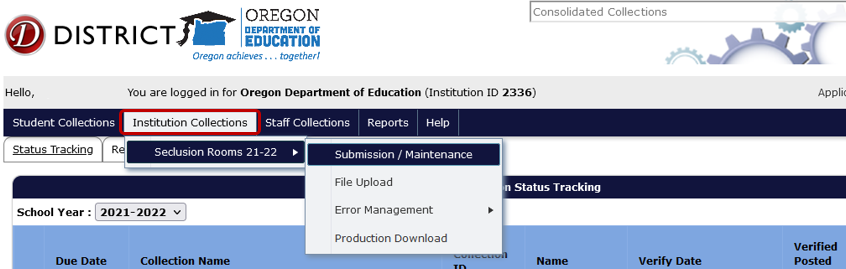 Consolidated Collections
D DISTRICT
OREGON
DEPARTMENT OF
EDUCATION
Oregon achieves . . . together!
Hello, You are logged in for Oregon Department of Education (Institution ID 2336) Applic
Student Collections Institution Collections Staff Collections Reports Help
Status Tracking Re
Seclusion Rooms 21-22
Submission / Maintenance
File Upload
Error Management
Production Download
on Status Tracking
School Year : 2021-2022
Due Date Collection Name Collection ID Name Verify Date Verified Posted